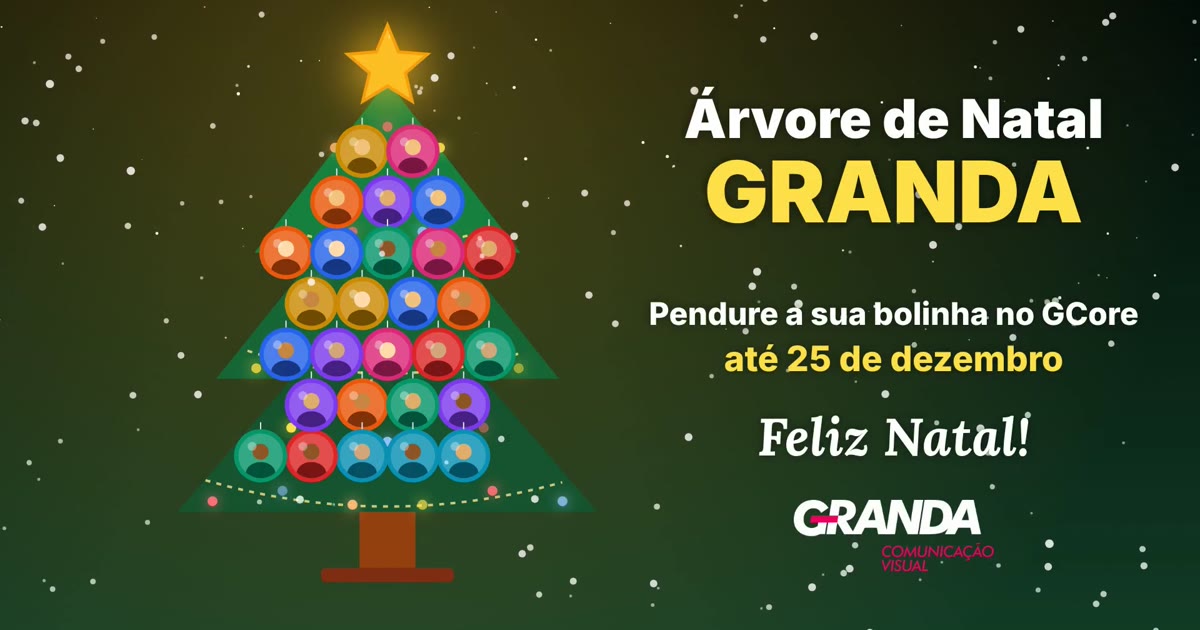 Árvore de Natal
GRANDA
Pendure a sua bolinha no GCore
até 25 de dezembro
Feliz Natal!
GRANDA
COMUNICAÇÃO
VISUAL